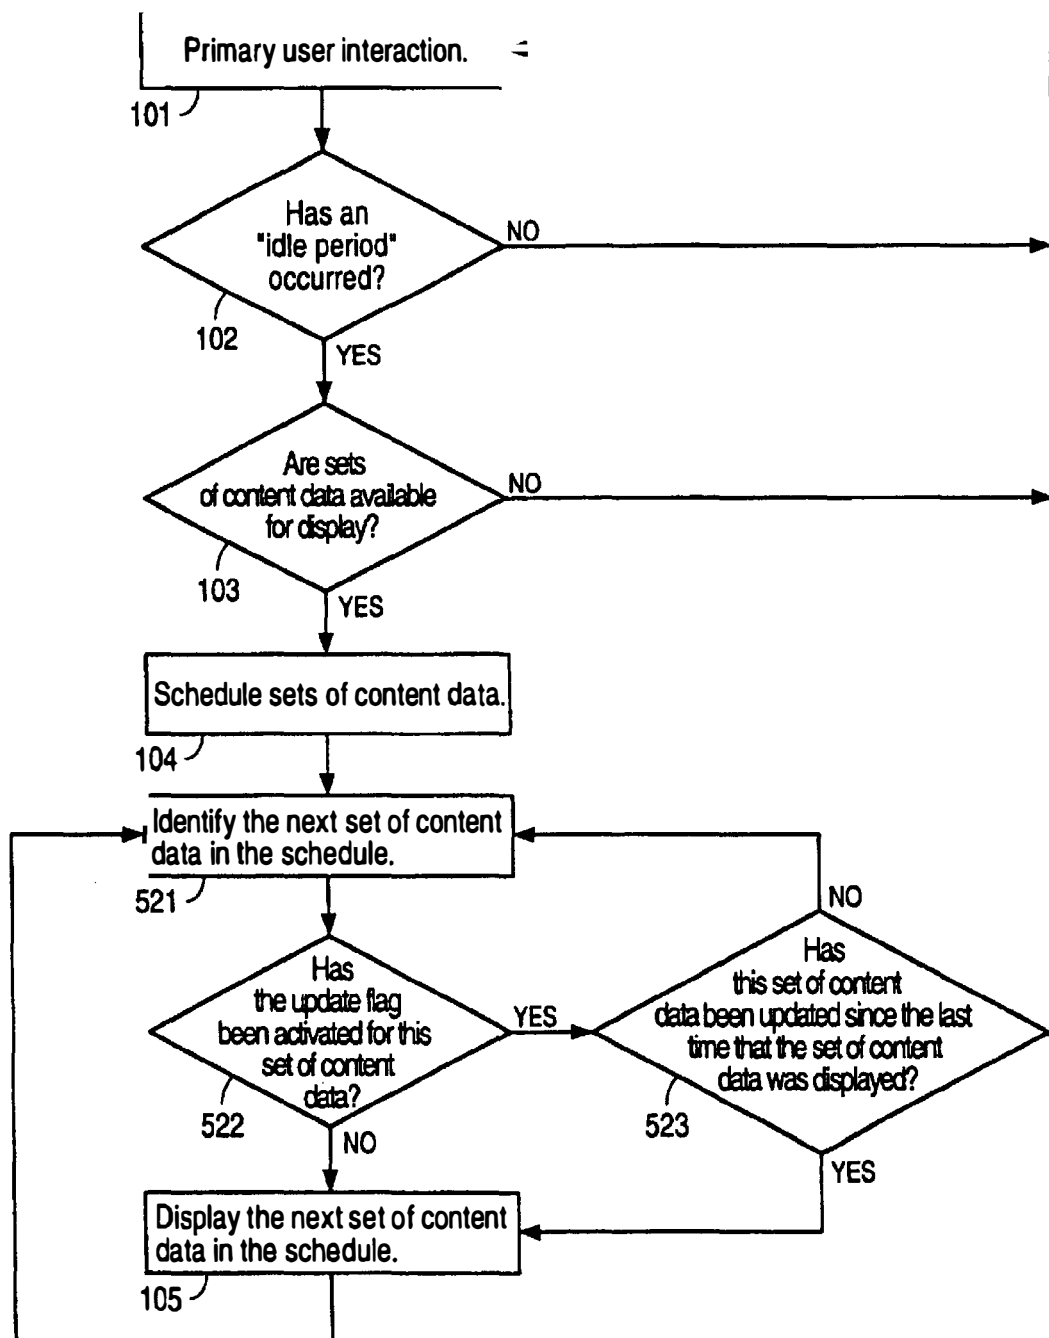 Primary user interaction.
101
Has an
"idle period"
occurred?
NO
102
YES
Are sets
of content data available
for display?
NO
103
YES
Schedule sets of content data.
104
Identify the next set of content
data in the schedule.
521
NO
Has
the update flag
been activated for this
set of content
data?
YES
522
NO
Has
this set of content
data been updated since the last
time that the set of content
data was displayed?
523
YES
Display the next set of content
data in the schedule.
105